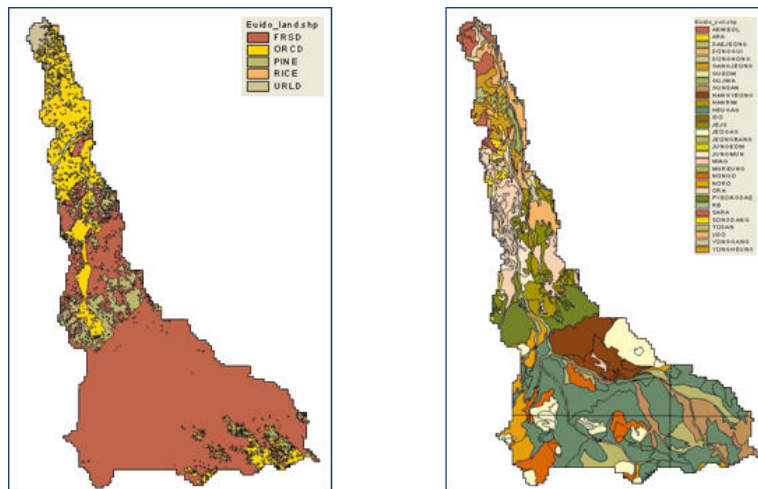 Euido_land.shp
FRSD
ORCD
PINE
RICE
URLD
Euido_soil.shp
AEWEOL
ARA
DAEJEONG
DONGGUI
DONGHONG
GANGJEONG
GUEOM
GUJWA
GUNSAN
HANGYEONG
HANRIM
HEUGAG
IDO
JEJU
JEOGAG
JEONGBANG
JUNGEOM
JUNGMUN
MIAG
MUREUNG
NONGO
NORO
ORA
PYEONGDAE
RB
SARA
SONGDANG
TOSAN
UDO
YONGGANG
YONGHEUNG